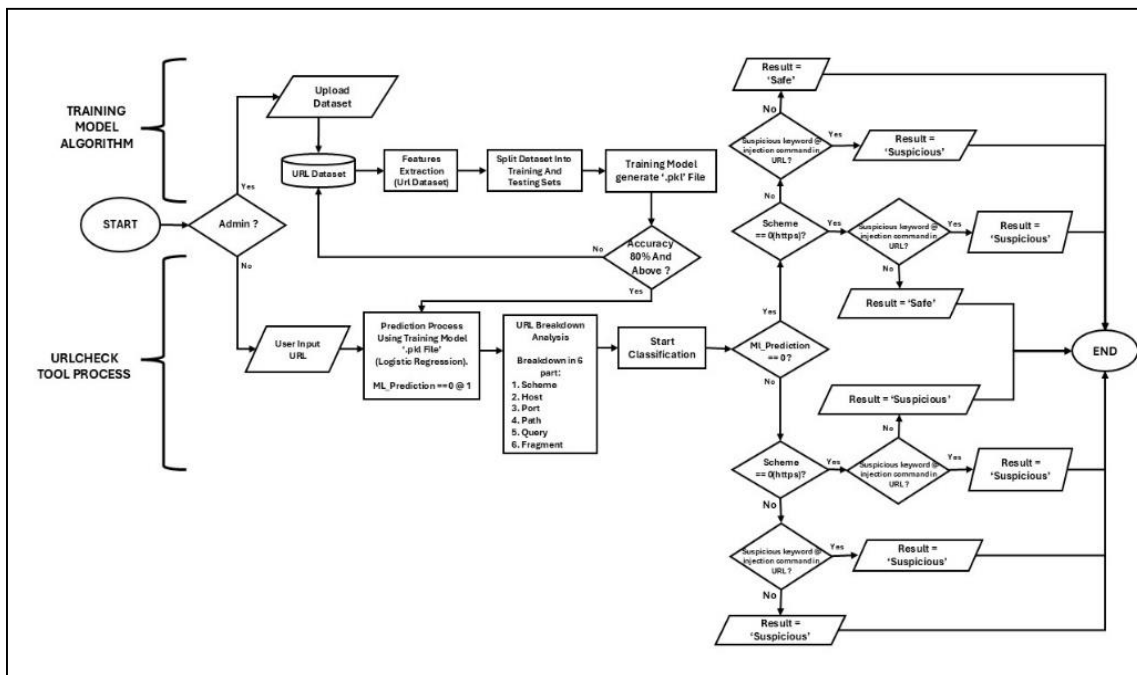 TRAINING
MODEL
ALGORITHM
URLCHECK
TOOL PROCESS
START
Admin ?
Yes
No
Upload
Dataset
URL Dataset
Features
Extraction
(Url Dataset)
Split Dataset Into
Training And
Testing Sets
Training Model
generate '.pkl' File
Accuracy
80% And
Above ?
No
Yes
User Input
URL
Prediction Process
Using Training Model
'.pkl File'
(Logistic Regression).
ML_Prediction ==0 @ 1
URL Breakdown
Analysis
Breakdown in 6
part:
1. Scheme
2. Host
3. Port
4. Path
5. Query
6. Fragment
Start
Classification
Ml_Prediction
== 0?
Yes
No
Scheme
== 0(https)?
No
Yes
Suspicious keyword @
injection command in
URL?
No
Yes
Result =
'Safe'
Result =
'Suspicious'
Suspicious keyword @
injection command in
URL?
Yes
No
Result =
'Suspicious'
Result = 'Safe'
Scheme
== 0(https)?
Yes
No
Suspicious keyword @
injection command in
URL?
No
Yes
Result = 'Suspicious'
Result =
'Suspicious'
Suspicious keyword @
injection command in
URL?
Yes
No
Result =
'Suspicious'
Result =
'Suspicious'
END